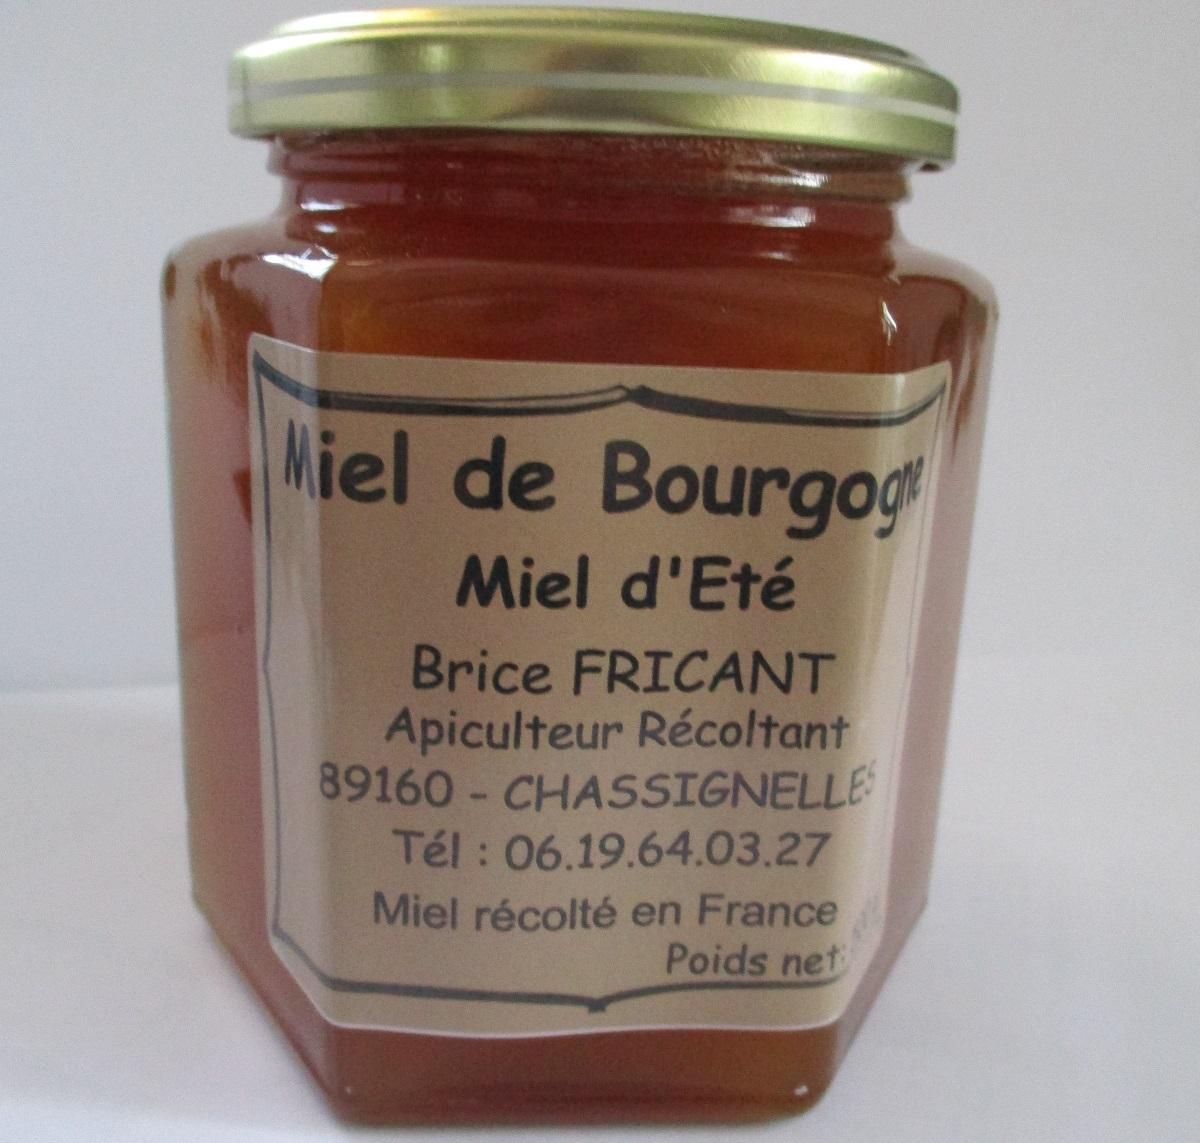 Miel de Bourgogne
Miel d'Eté
Brice FRICANT
Apiculteur Récoltant
89160 - CHASSIGNELLES
Tél : 06.19.64.03.27
Miel récolté en France
Poids net: